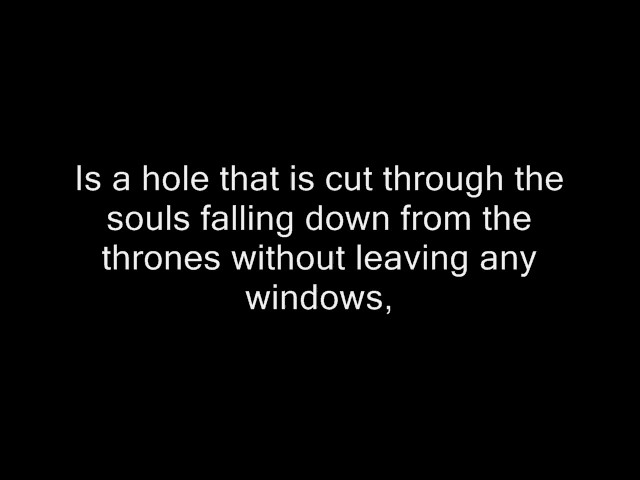 Is a hole that is cut through the
souls falling down from the
thrones without leaving any
windows,